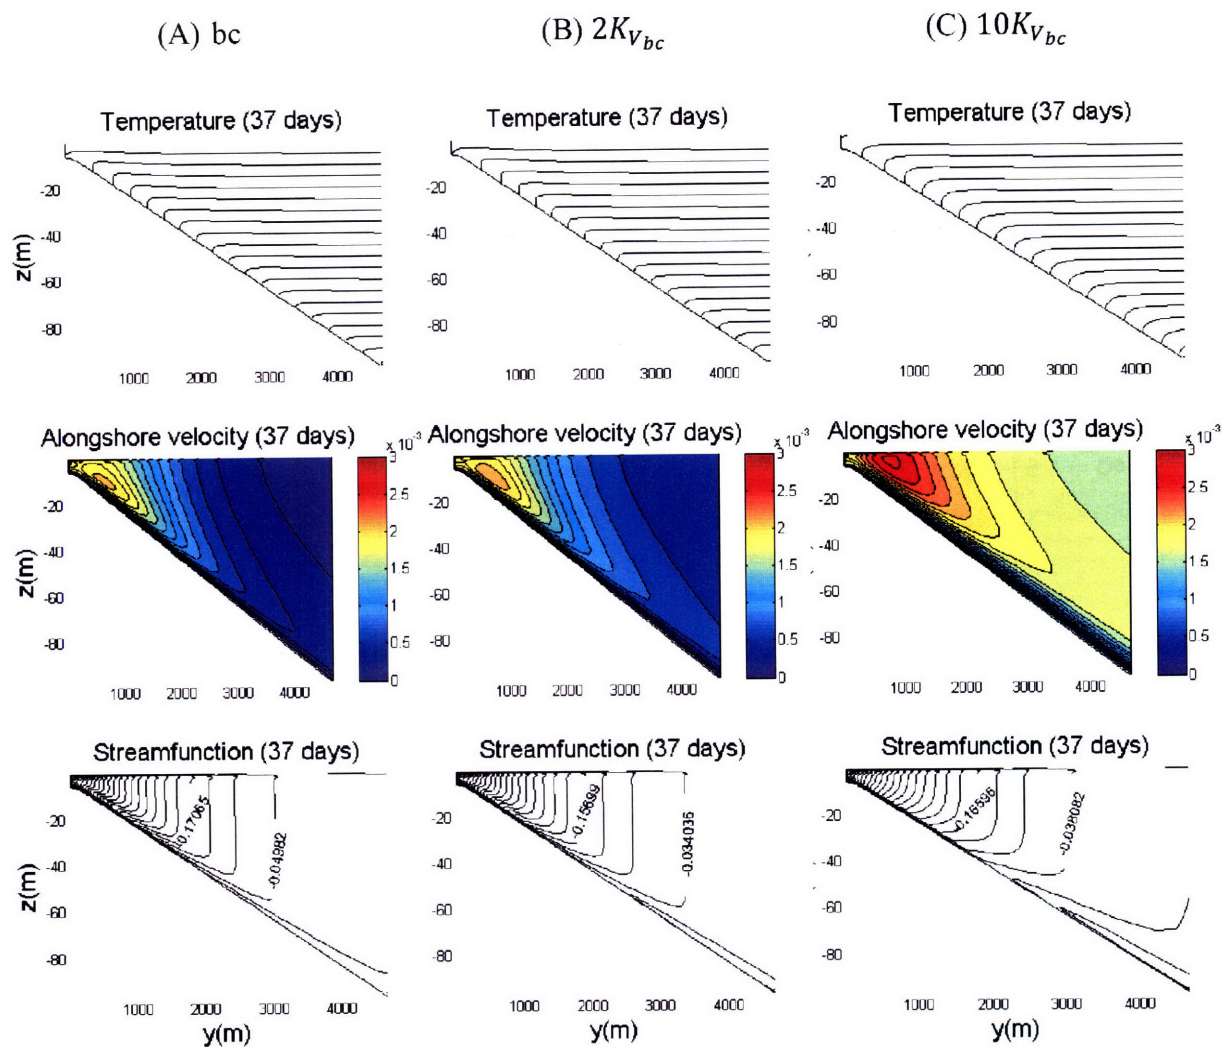 (A) bc
(B) 2K_{V_{bc}}
(C) 10K_{V_{bc}}
Temperature (37 days)
Temperature (37 days)
Temperature (37 days)
z(m)
-20
-40
-60
-80
1000 2000 3000 4000
-20
-40
-60
-80
1000 2000 3000 4000
-20
-40
-60
-80
1000 2000 3000 4000
Alongshore velocity (37 days)
Alongshore velocity (37 days)
Alongshore velocity (37 days)
z(m)
-20
-40
-60
-80
1000 2000 3000 4000
x 10^{-3}
3
2.5
2
1.5
1
0.5
0
-20
-40
-60
-80
1000 2000 3000 4000
x 10^{-3}
3
2.5
2
1.5
1
0.5
0
-20
-40
-60
-80
1000 2000 3000 4000
x 10^{-3}
3
2.5
2
1.5
1
0.5
0
Streamfunction (37 days)
Streamfunction (37 days)
Streamfunction (37 days)
z(m)
-20
-40
-60
-80
-0.17065
-0.04982
1000 2000 3000 4000
y(m)
-20
-40
-60
-80
-0.15699
-0.034036
1000 2000 3000 4000
y(m)
-20
-40
-60
-80
-0.16596
-0.038082
1000 2000 3000 4000
y(m)